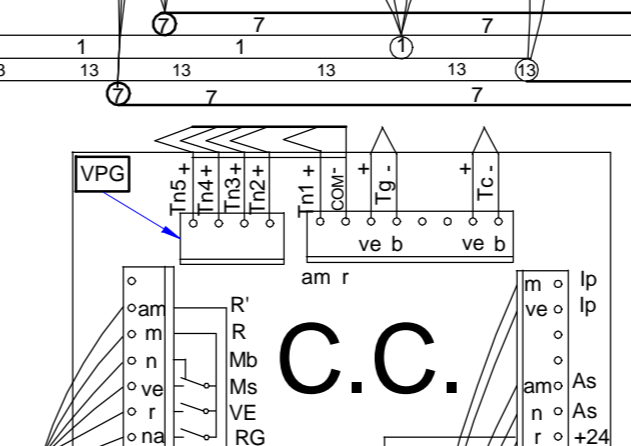 7 7 7
1 1 1
3 13 13 13 13 13
7 7 7
VPG
Tn5 + Tn4+ Tn3+ Tn2+ Tn1 + COM- + Tg - + Tc -
ve b ve b
am r
m Ip
am R' ve Ip
m R
C.C.
n Mb
ve Ms am As
r VE n As
na RG r +24